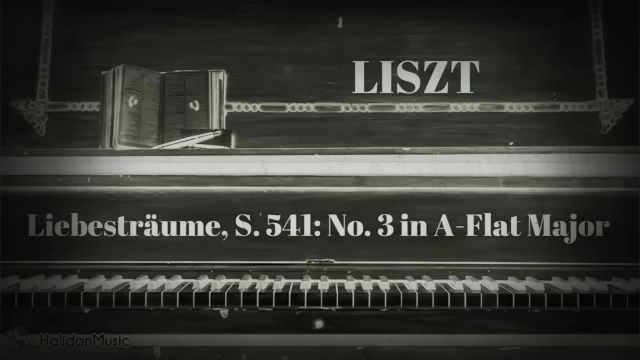 LISZT
Liebesträume, S. 541: No. 3 in A-Flat Major
HalidonMusic